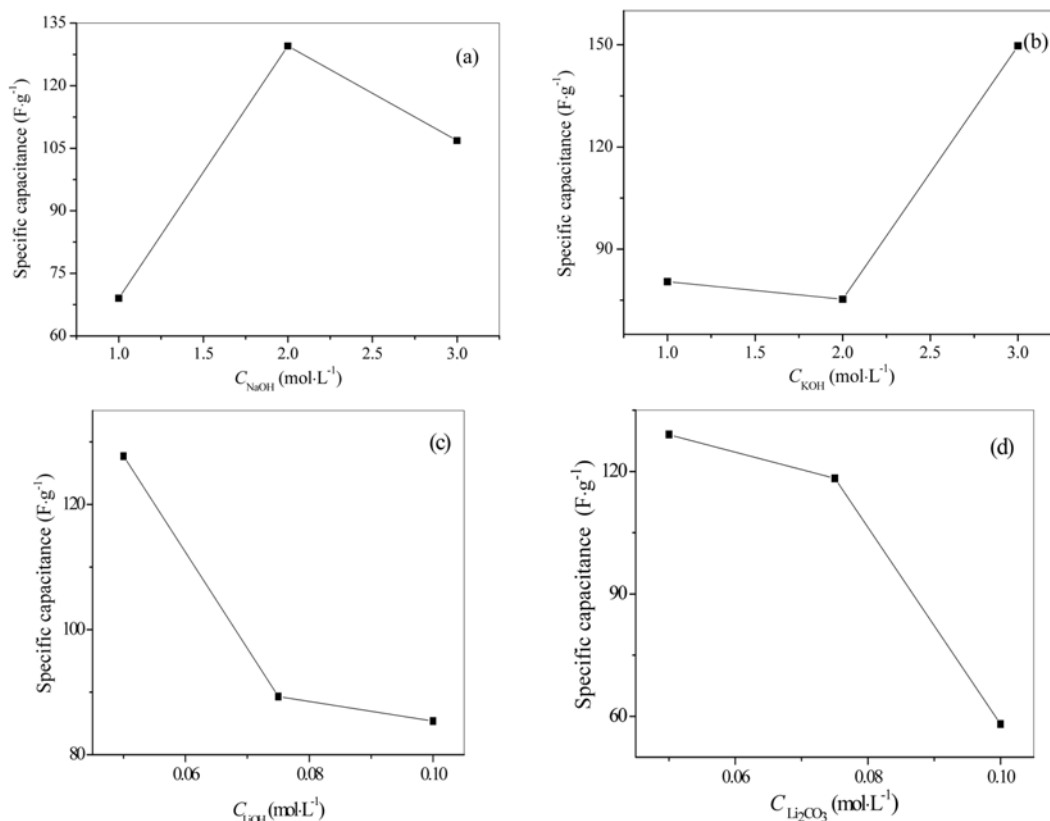 (a)
Specific capacitance (F·g⁻¹)
135
120
105
90
75
60
1.0 1.5 2.0 2.5 3.0
C_NaOH (mol·L⁻¹)
(b)
Specific capacitance (F·g⁻¹)
150
120
90
1.0 1.5 2.0 2.5 3.0
C_KOH (mol·L⁻¹)
(c)
Specific capacitance (F·g⁻¹)
120
100
80
0.06 0.08 0.10
C_LiOH (mol·L⁻¹)
(d)
Specific capacitance (F·g⁻¹)
120
90
60
0.06 0.08 0.10
C_Li₂CO₃ (mol·L⁻¹)